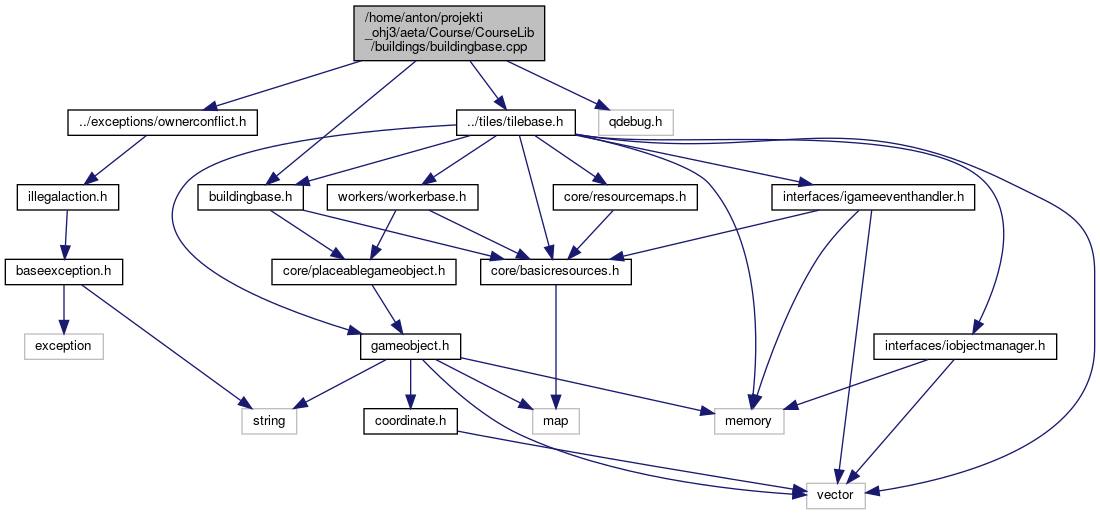 /home/anton/projekti
_ohj3/aeta/Course/CourseLib
/buildings/buildingbase.cpp
../exceptions/ownerconflict.h
../tiles/tilebase.h
qdebug.h
illegalaction.h
buildingbase.h
workers/workerbase.h
core/resourcemaps.h
interfaces/igameeventhandler.h
baseexception.h
core/placeablegameobject.h
core/basicresources.h
exception
gameobject.h
interfaces/iobjectmanager.h
string
coordinate.h
map
memory
vector